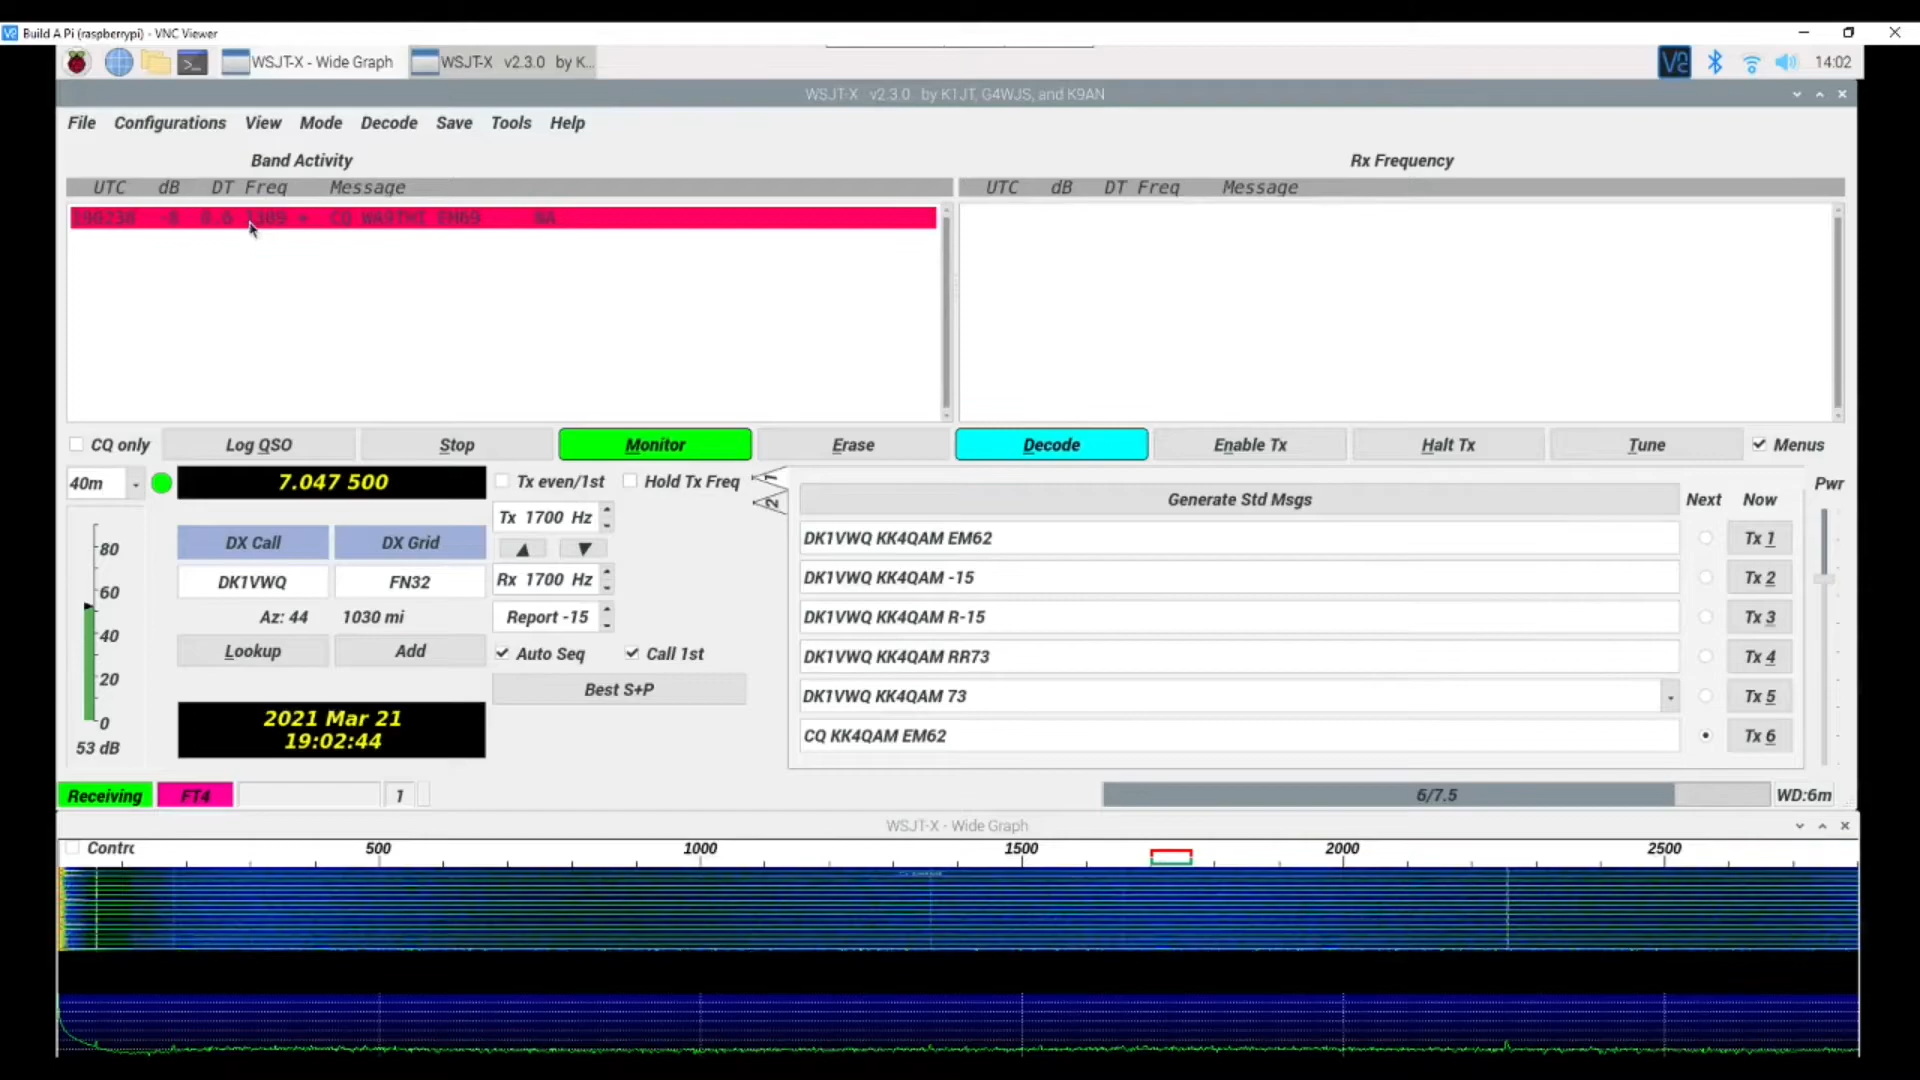 Build A Pi (raspberrypi) - VNC Viewer
WSJT-X - Wide Graph
WSJT-X v2.3.0 by K...
14:02
WSJT-X v2.3.0 by K1JT, G4WJS, and K9AN
File Configurations View Mode Decode Save Tools Help
Band Activity
Rx Frequency
UTC dB DT Freq Message
UTC dB DT Freq Message
-8 0.6 + CQ EM69
CQ only
Log QSO
Stop
Monitor
Erase
Decode
Enable Tx
Halt Tx
Tune
Menus
40m
7.047 500
Tx even/1st
Hold Tx Freq
1
2
Generate Std Msgs
Next
Now
Pwr
Tx 1700 Hz
DX Call
DX Grid
DK1VWQ
FN32
Rx 1700 Hz
Az: 44
1030 mi
Report -15
Lookup
Add
Auto Seq
Call 1st
Best S+P
80
60
40
20
0
53 dB
2021 Mar 21
19:02:44
DK1VWQ KK4QAM EM62
Tx 1
DK1VWQ KK4QAM -15
Tx 2
DK1VWQ KK4QAM R-15
Tx 3
DK1VWQ KK4QAM RR73
Tx 4
DK1VWQ KK4QAM 73
Tx 5
CQ KK4QAM EM62
Tx 6
Receiving
FT4
1
6/7.5
WD:6m
WSJT-X - Wide Graph
Contrc
500
1000
1500
2000
2500